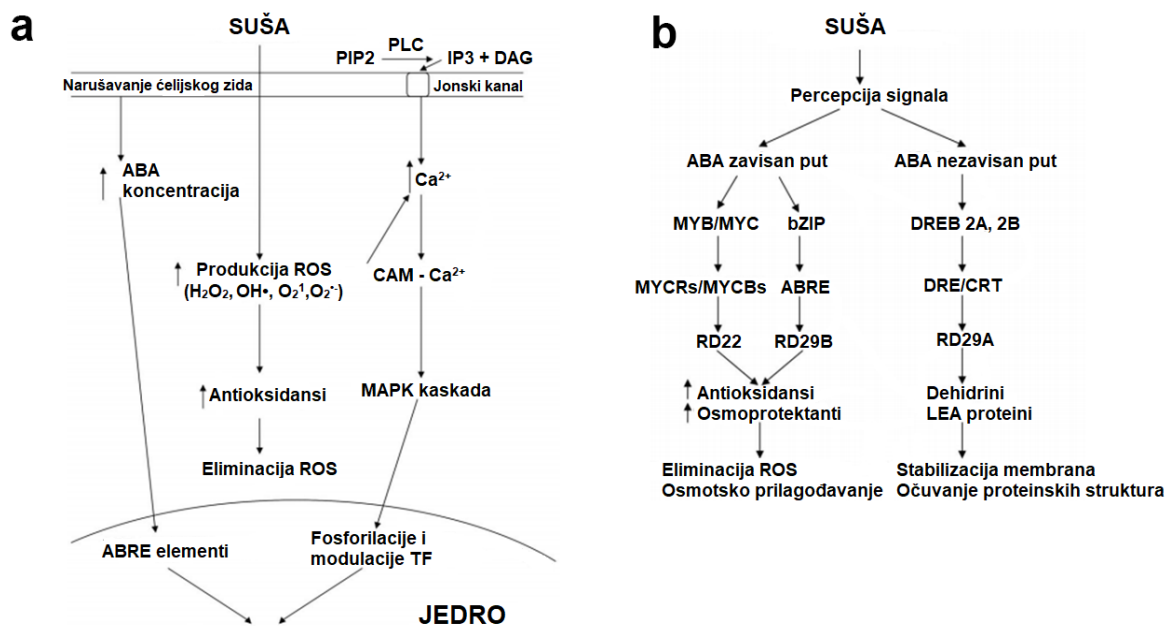 a
SUŠA
PLC
PIP2
IP3 + DAG
Narušavanje ćelijskog zida
Jonski kanal
ABA
koncentracija
Ca²⁺
Produkcija ROS
(H₂O₂, OH•, O₂¹,O₂•-)
CAM - Ca²⁺
Antioksidansi
MAPK kaskada
Eliminacija ROS
ABRE elementi
Fosforilacije i
modulacije TF
JEDRO
b
SUŠA
Percepcija signala
ABA zavisan put
ABA nezavisan put
MYB/MYC
bZIP
DREB 2A, 2B
MYCRs/MYCBs
ABRE
DRE/CRT
RD22
RD29B
RD29A
Antioksidansi
Osmoprotektanti
Dehidrini
LEA proteini
Eliminacija ROS
Osmotsko prilagođavanje
Stabilizacija membrana
Očuvanje proteinskih struktura